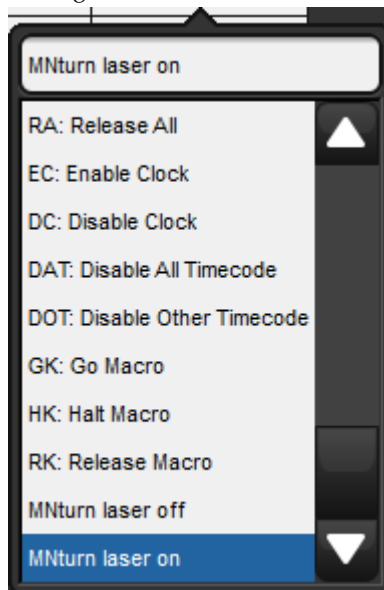 MNturn laser on
RA: Release All
EC: Enable Clock
DC: Disable Clock
DAT: Disable All Timecode
DOT: Disable Other Timecode
GK: Go Macro
HK: Halt Macro
RK: Release Macro
MNturn laser off
MNturn laser on